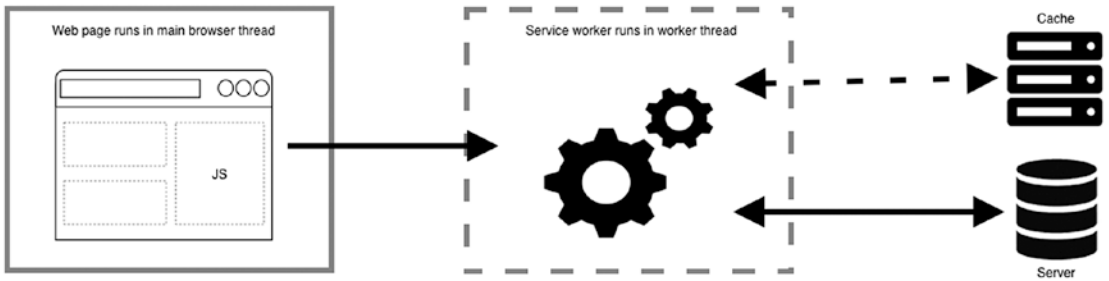 Web page runs in main browser thread
JS
Service worker runs in worker thread
Cache
Server